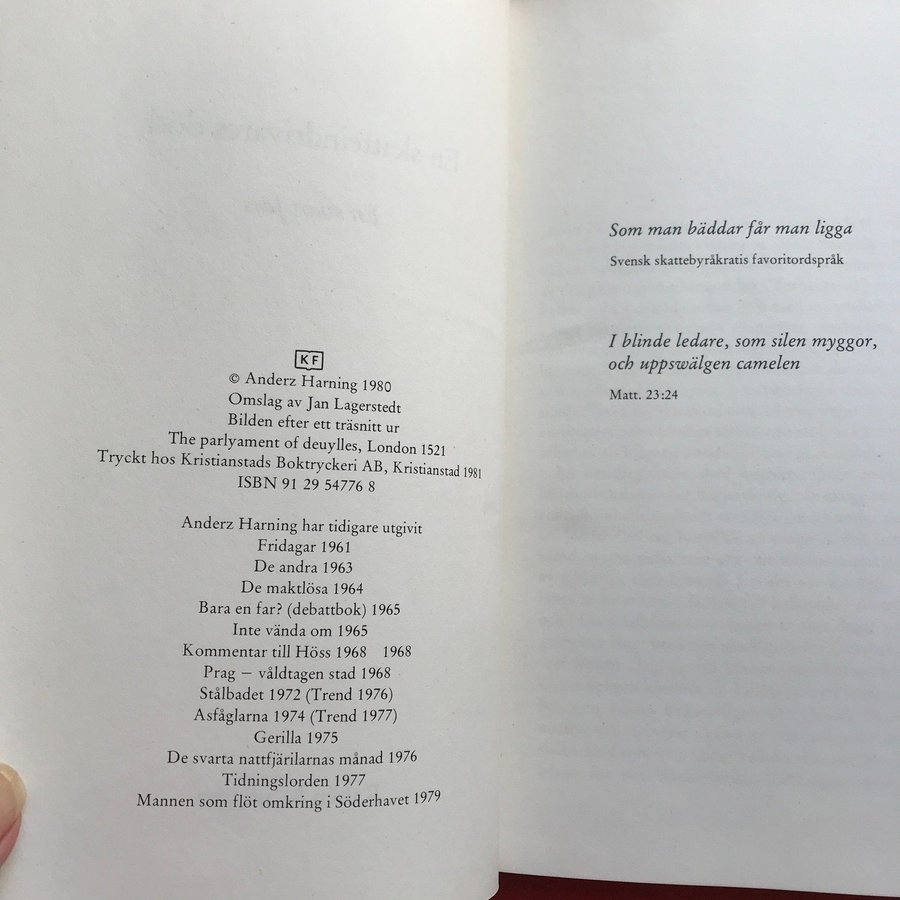 KF
© Anderz Harning 1980
Omslag av Jan Lagerstedt
Bilden efter ett träsnitt ur
The parlyament of deuylles, London 1521
Tryckt hos Kristianstads Boktryckeri AB, Kristianstad 1981
ISBN 91 29 54776 8
Anderz Harning har tidigare utgivit
Fridagar 1961
De andra 1963
De maktlösa 1964
Bara en far? (debattbok) 1965
Inte vända om 1965
Kommentar till Höss 1968 1968
Prag – våldtagen stad 1968
Stålbadet 1972 (Trend 1976)
Asfåglarna 1974 (Trend 1977)
Gerilla 1975
De svarta nattfjärilarnas månad 1976
Tidningslorden 1977
Mannen som flöt omkring i Söderhavet 1979
Som man bäddar får man ligga
Svensk skattebyråkratis favoritordspråk
I blinde ledare, som silen myggor,
och uppswälgen camelen
Matt. 23:24